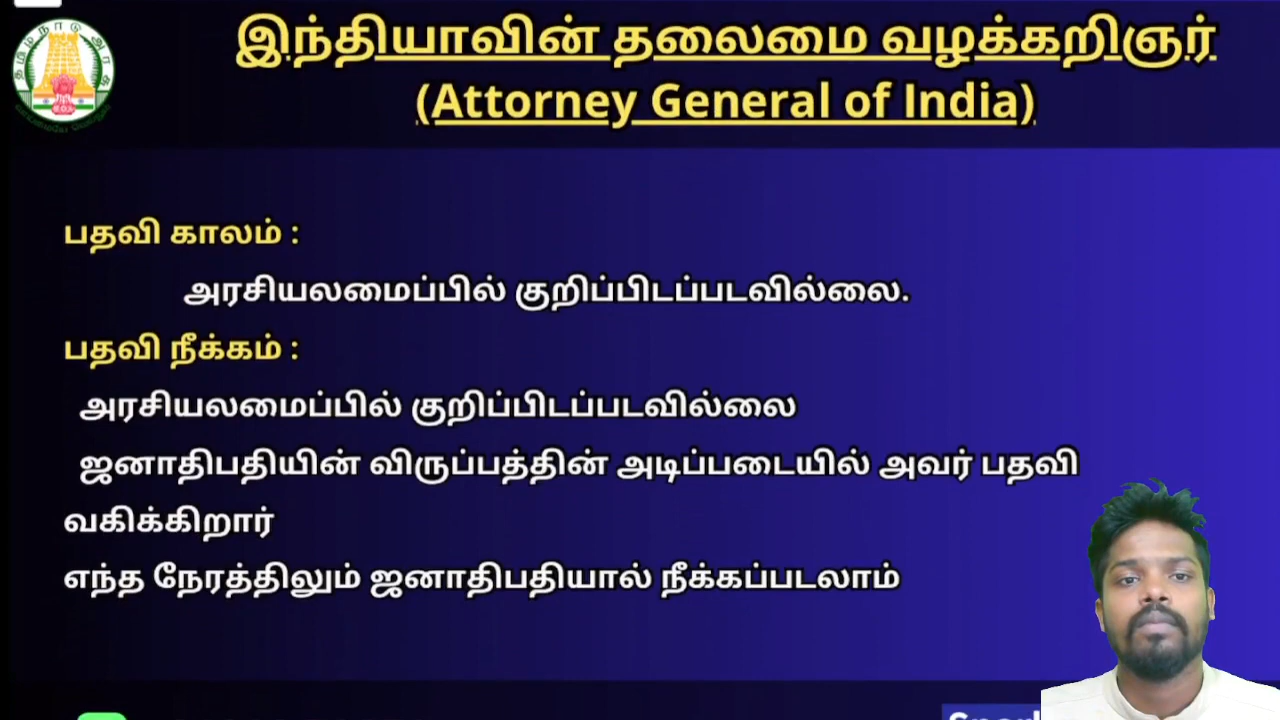 இந்தியாவின் தலைமை வழக்கறிஞர்
(Attorney General of India)
பதவி காலம் :
அரசியலமைப்பில் குறிப்பிடப்படவில்லை.
பதவி நீக்கம் :
அரசியலமைப்பில் குறிப்பிடப்படவில்லை
ஜனாதிபதியின் விருப்பத்தின் அடிப்படையில் அவர் பதவி
வகிக்கிறார்
எந்த நேரத்திலும் ஜனாதிபதியால் நீக்கப்படலாம்